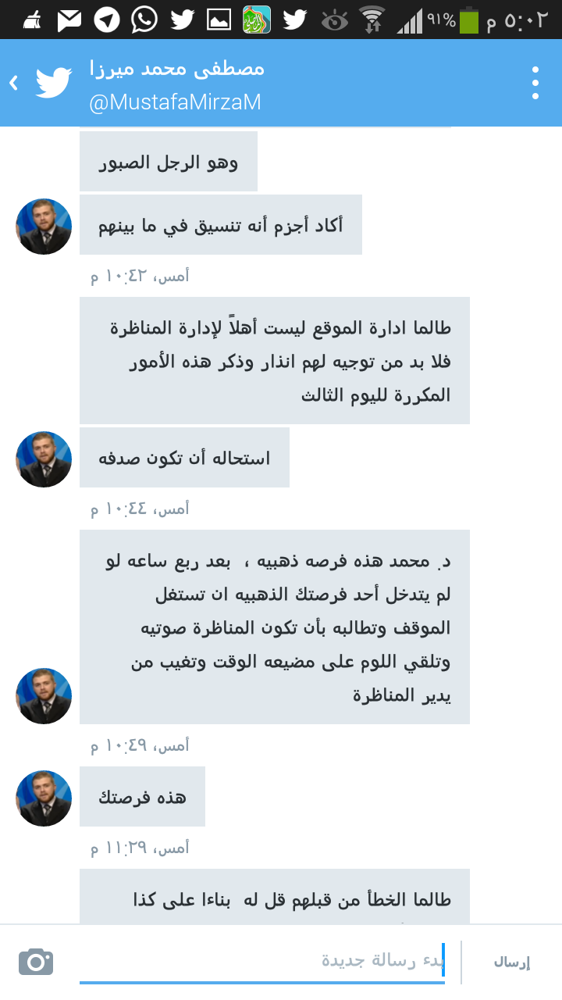 ٩١% ٥:٠٢ م
مصطفى محمد ميرزا
@MustafaMirzaM
وهو الرجل الصبور
أكاد أجزم أنه تنسيق في ما بينهم
أمس، ١٠:٤٢ م
طالما ادارة الموقع ليست أهلاً لإدارة المناظرة
فلا بد من توجيه لهم انذار وذكر هذه الأمور
المكررة لليوم الثالث
استحاله أن تكون صدفه
أمس، ١٠:٤٤ م
د. محمد هذه فرصه ذهبيه ، بعد ربع ساعه لو
لم يتدخل أحد فرصتك الذهبيه ان تستغل
الموقف وتطالبه بأن تكون المناظرة صوتيه
وتلقي اللوم على مضيعه الوقت وتغيب من
يدير المناظرة
أمس، ١٠:٤٩ م
هذه فرصتك
أمس، ١١:٢٩ م
طالما الخطأ من قبلهم قل له بناءا على كذا
بدء رسالة جديدة
إرسال